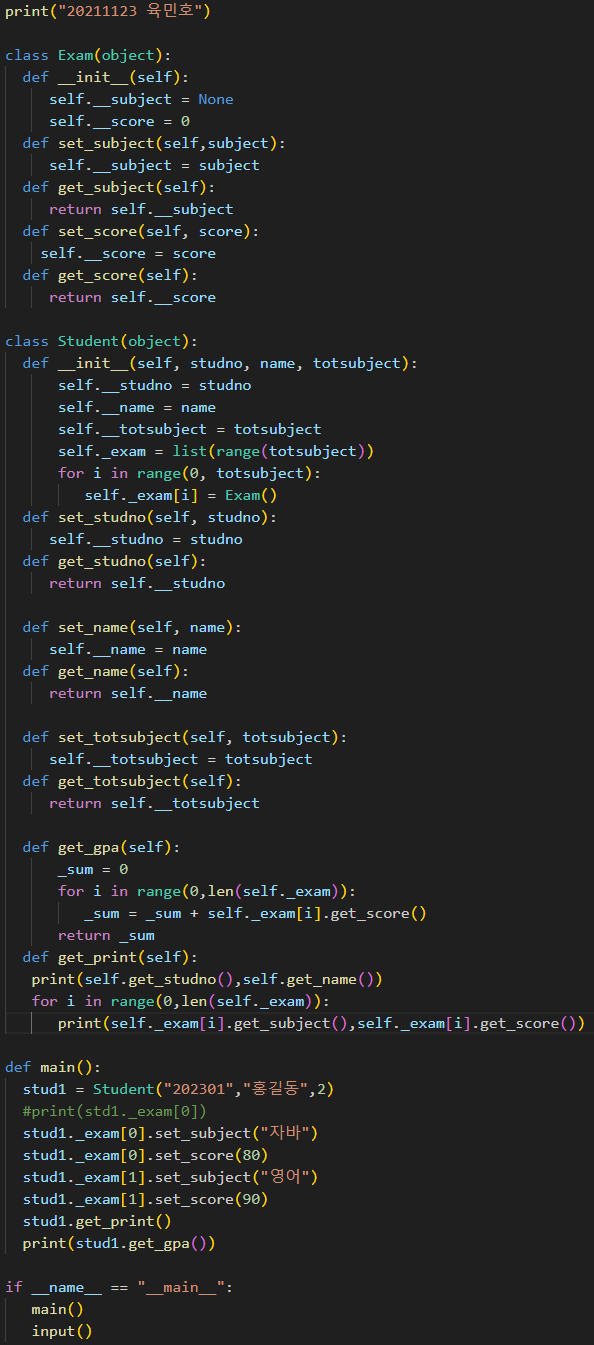 print("20211123 육민호")

class Exam(object):
  def __init__(self):
     self.__subject = None
     self.__score = 0
  def set_subject(self,subject):
     self.__subject = subject
  def get_subject(self):
     return self.__subject
  def set_score(self, score):
    self.__score = score
  def get_score(self):
     return self.__score

class Student(object):
  def __init__(self, studno, name, totsubject):
      self.__studno = studno
      self.__name = name
      self.__totsubject = totsubject
      self._exam = list(range(totsubject))
      for i in range(0, totsubject):
         self._exam[i] = Exam()
  def set_studno(self, studno):
     self.__studno = studno
  def get_studno(self):
     return self.__studno

  def set_name(self, name):
     self.__name = name
  def get_name(self):
     return self.__name

  def set_totsubject(self, totsubject):
     self.__totsubject = totsubject
  def get_totsubject(self):
     return self.__totsubject

  def get_gpa(self):
      _sum = 0
      for i in range(0,len(self._exam)):
         _sum = _sum + self._exam[i].get_score()
      return _sum
  def get_print(self):
   print(self.get_studno(),self.get_name())
   for i in range(0,len(self._exam)):
      print(self._exam[i].get_subject(),self._exam[i].get_score())

def main():
  stud1 = Student("202301","홍길동",2)
  #print(std1._exam[0])
  stud1._exam[0].set_subject("자바")
  stud1._exam[0].set_score(80)
  stud1._exam[1].set_subject("영어")
  stud1._exam[1].set_score(90)
  stud1.get_print()
  print(stud1.get_gpa())

if __name__ == "__main__":
   main()
   input()